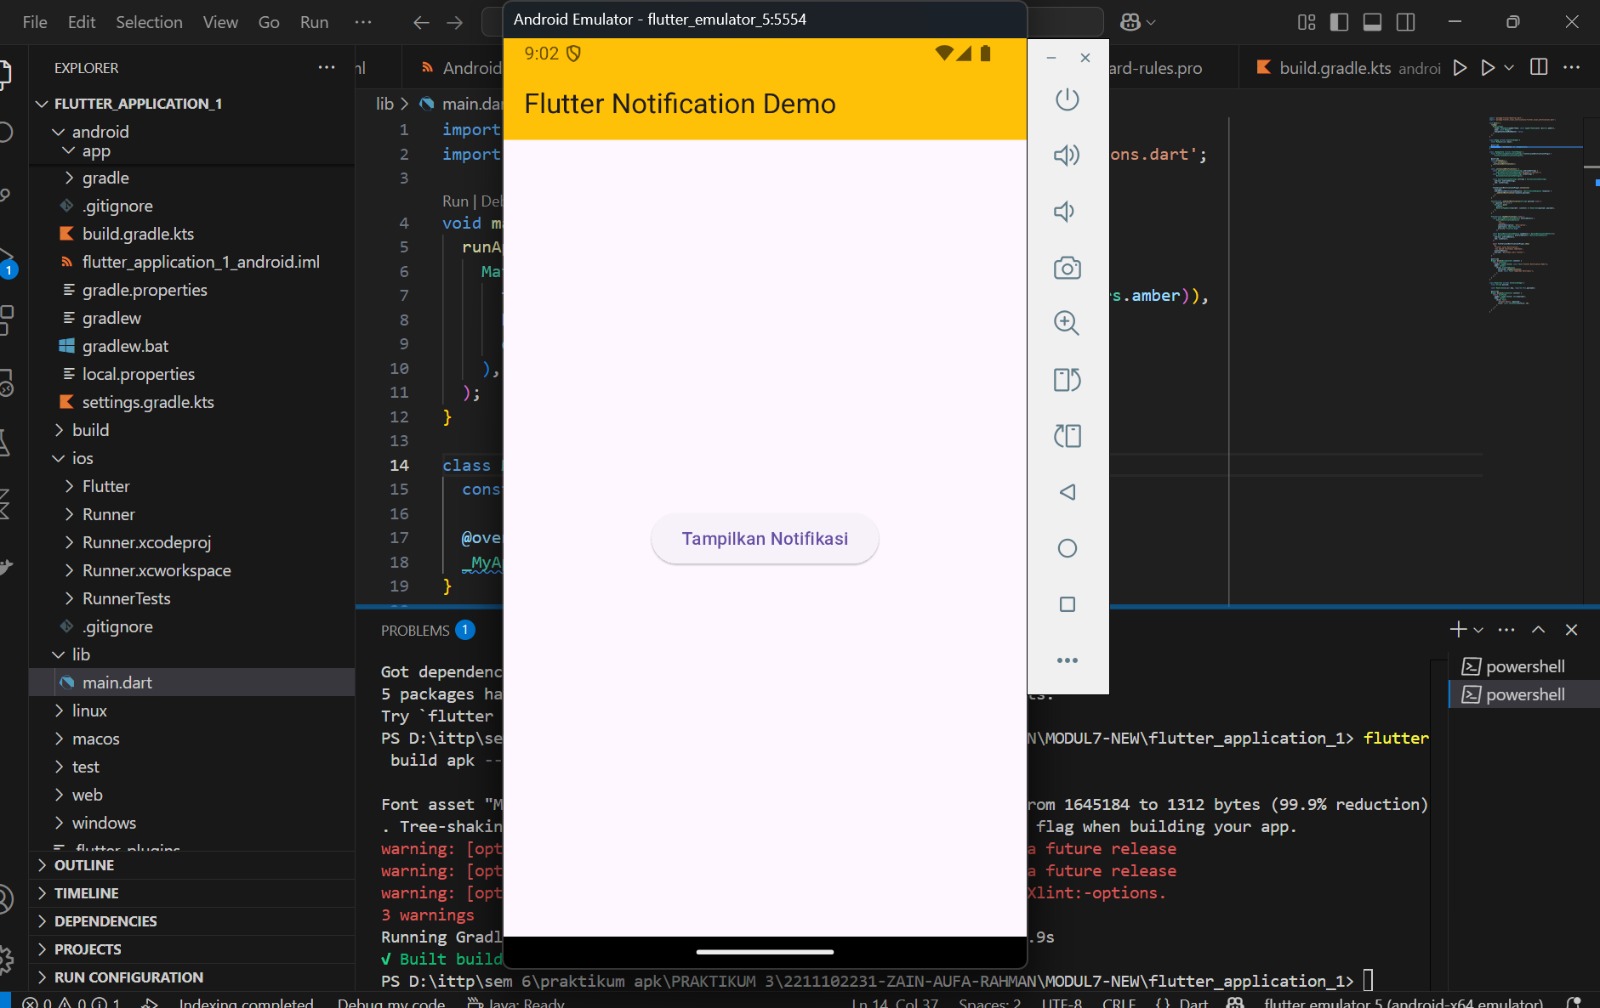 File Edit Selection View Go Run ···
Android Emulator - flutter_emulator_5:5554
9:02
Flutter Notification Demo
Tampilkan Notifikasi
EXPLORER
FLUTTER_APPLICATION_1
android
app
gradle
.gitignore
build.gradle.kts
flutter_application_1_android.iml
gradle.properties
gradlew
gradlew.bat
local.properties
settings.gradle.kts
build
ios
Flutter
Runner
Runner.xcodeproj
Runner.xcworkspace
RunnerTests
.gitignore
lib
main.dart
linux
macos
test
web
windows
OUTLINE
TIMELINE
DEPENDENCIES
PROJECTS
RUN CONFIGURATION
1
Android
ard-rules.pro
build.gradle.kts androi
lib > main.da
1 import
2 import ons.dart';
3
Run | De
4 void m
5 runA
6 Ma
7 s.amber)),
8
9
10 ),
11 );
12 }
13
14 class
15 cons
16
17 @ove
18 _MyA
19 }
PROBLEMS 1
powershell
powershell
Got dependenc
5 packages ha ts.
Try `flutter
PS D:\ittp\se N\MODUL7-NEW\flutter_application_1> flutter
build apk --
Font asset "M rom 1645184 to 1312 bytes (99.9% reduction)
. Tree-shakin flag when building your app.
warning: [opt a future release
warning: [opt a future release
warning: [opt Xlint:-options.
3 warnings
Running Gradl .9s
√ Built build
PS D:\ittp\sem 6\praktikum apk\PRAKTIKUM 3\2211102231-ZAIN-AUFA-RAHMAN\MODUL7-NEW\flutter_application_1>
0 0 1 Indexing completed Debug my code Java: Ready Ln 14, Col 37 Spaces: 2 UTF-8 CRLF {} Dart flutter emulator 5 (android-x64 emulator)